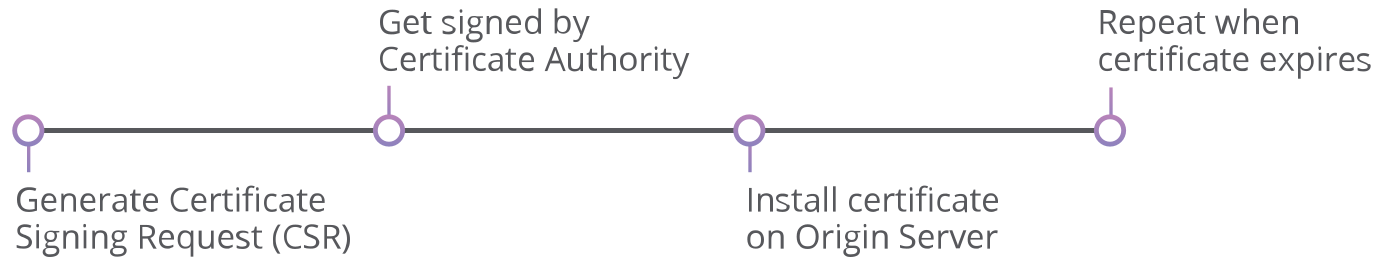 Get signed by
Certificate Authority
Repeat when
certificate expires
Generate Certificate
Signing Request (CSR)
Install certificate
on Origin Server